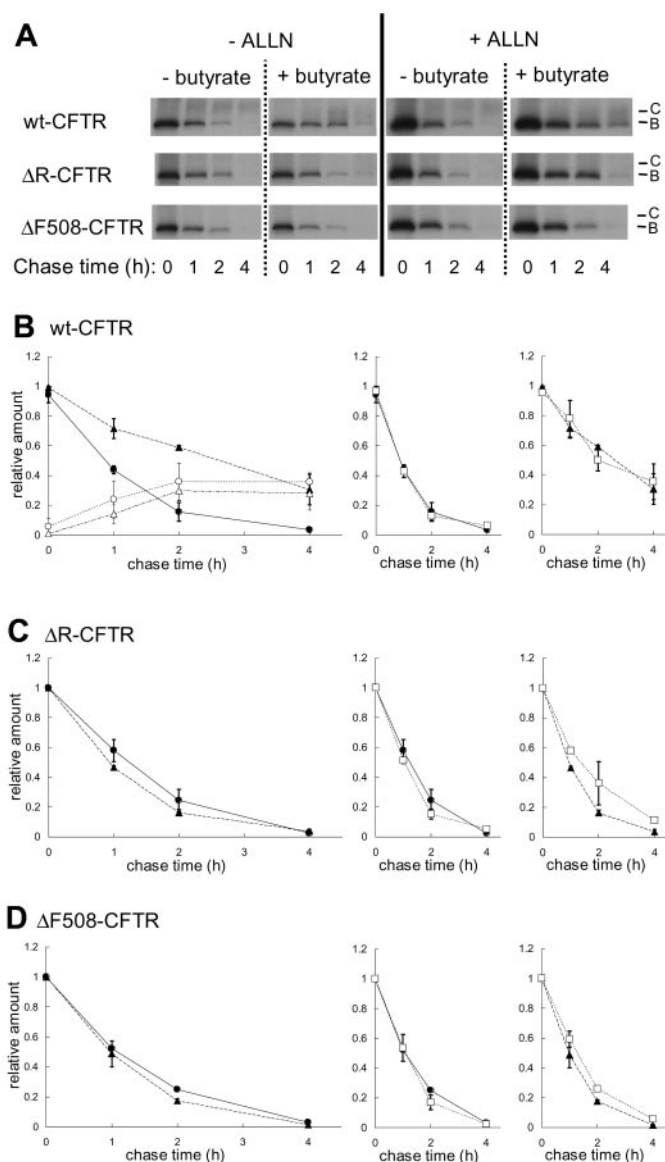 A
- ALLN + ALLN
- butyrate + butyrate - butyrate + butyrate
wt-CFTR
C
B
ΔR-CFTR
C
B
ΔF508-CFTR
C
B
Chase time (h): 0 1 2 4 0 1 2 4 0 1 2 4 0 1 2 4
B wt-CFTR
relative amount
1.2 1.2 1.2
1 1 1
0.8 0.8 0.8
0.6 0.6 0.6
0.4 0.4 0.4
0.2 0.2 0.2
0 0 0
0 1 2 3 4 0 2 4 0 2 4
chase time (h) chase time (h) chase time (h)
C ΔR-CFTR
relative amount
1.2 1.2 1.2
1 1 1
0.8 0.8 0.8
0.6 0.6 0.6
0.4 0.4 0.4
0.2 0.2 0.2
0 0 0
0 1 2 3 4 0 2 4 0 2 4
chase time (h) chase time (h) chase time (h)
D ΔF508-CFTR
relative amount
1.2 1.2 1.2
1 1 1
0.8 0.8 0.8
0.6 0.6 0.6
0.4 0.4 0.4
0.2 0.2 0.2
0 0 0
0 1 2 3 4 0 2 4 0 2 4
chase time (h) chase time (h) chase time (h)